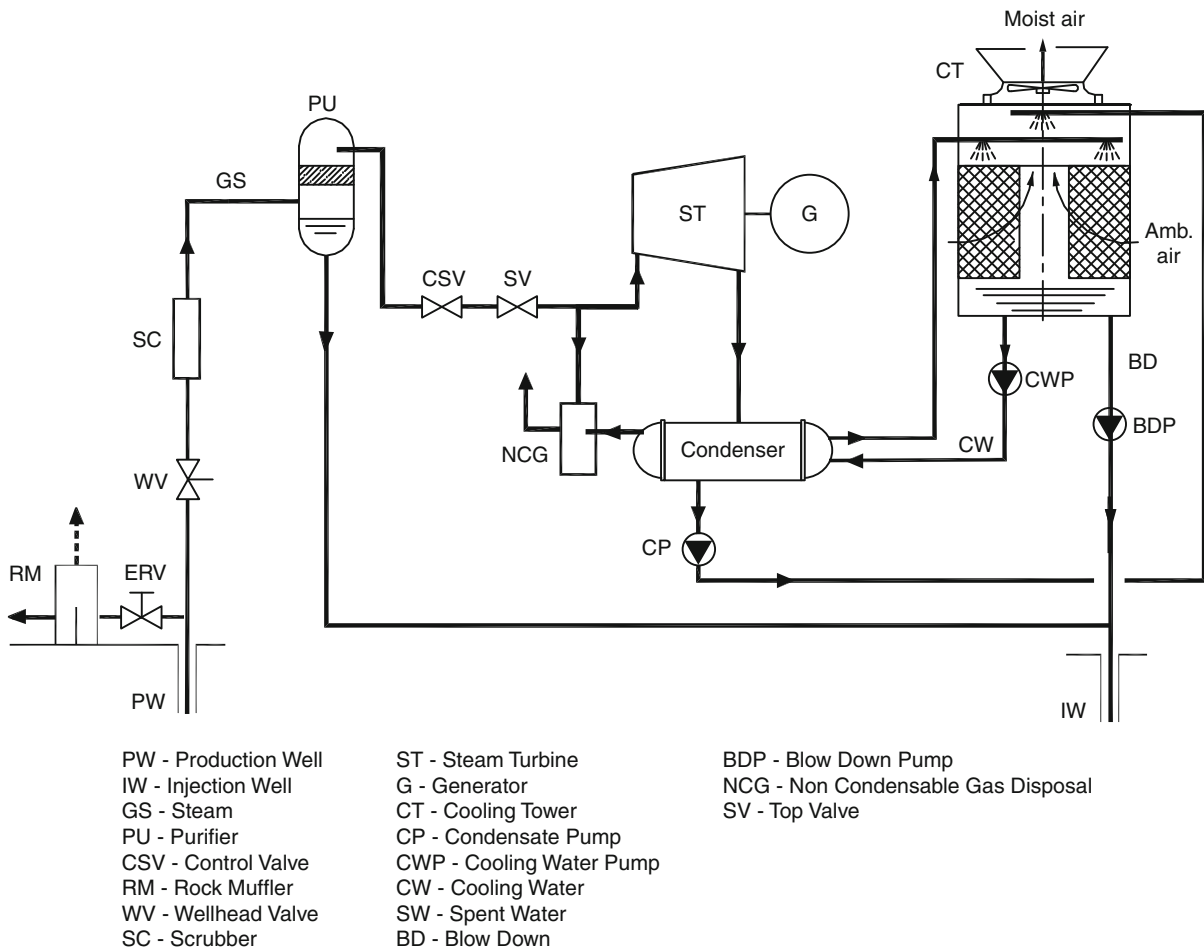 Moist air
CT
PU
GS
ST
G
Amb.
air
CSV
SV
SC
CWP
BD
BDP
NCG
Condenser
CW
WV
CP
RM
ERV
PW
IW
PW - Production Well
IW - Injection Well
GS - Steam
PU - Purifier
CSV - Control Valve
RM - Rock Muffler
WV - Wellhead Valve
SC - Scrubber
ST - Steam Turbine
G - Generator
CT - Cooling Tower
CP - Condensate Pump
CWP - Cooling Water Pump
CW - Cooling Water
SW - Spent Water
BD - Blow Down
BDP - Blow Down Pump
NCG - Non Condensable Gas Disposal
SV - Top Valve